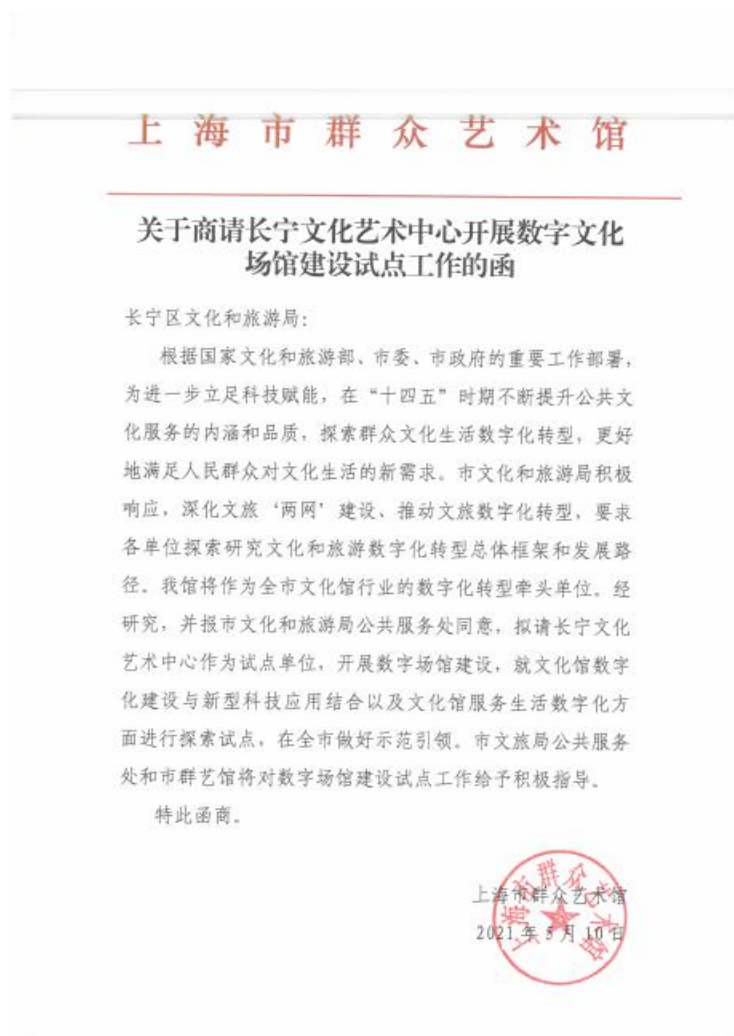 上海市群众艺术馆
关于商请长宁文化艺术中心开展数字文化
场馆建设试点工作的函
长宁区文化和旅游局:
根据国家文化和旅游部、市委、市政府的重要工作部署,
为进一步立足科技赋能,在“十四五”时期不断提升公共文
化服务的内涵和品质,探索群众文化生活数字化转型,更好
地满足人民群众对文化生活的新需求。市文化和旅游局积极
响应,深化文旅‘两网’建设、推动文旅数字化转型,要求
各单位探索研究文化和旅游数字化转型总体框架和发展路
径。我馆将作为全市文化馆行业的数字化转型牵头单位。经
研究,并报市文化和旅游局公共服务处同意,拟请长宁文化
艺术中心作为试点单位,开展数字场馆建设,就文化馆数字
化建设与新型科技应用结合以及文化馆服务生活数字化方
面进行探索试点,在全市做好示范引领。市文旅局公共服务
处和市群艺馆将对数字场馆建设试点工作给予积极指导。
特此函商。
上海市群众艺术馆
2021年5月10日
上海市群众艺术馆